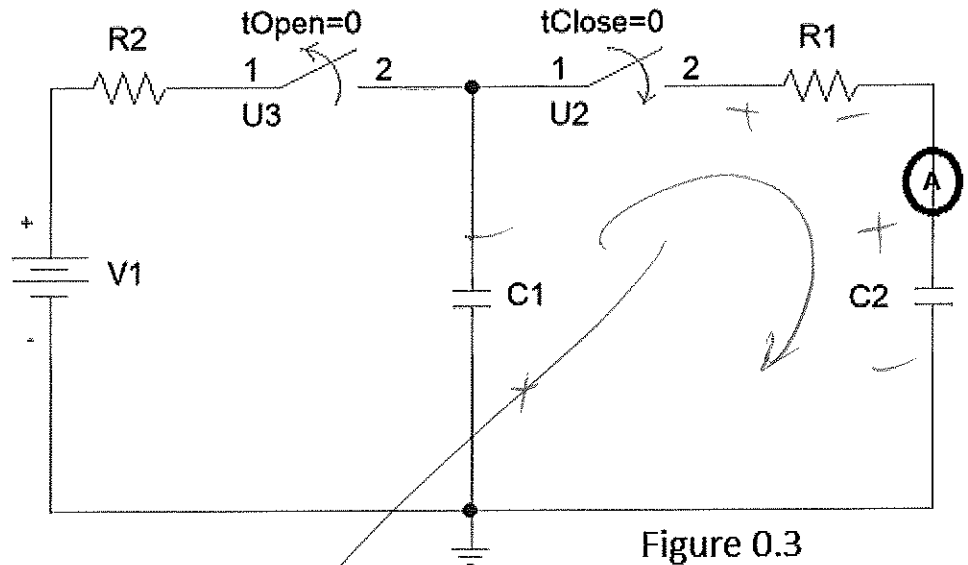 tOpen=0
tClose=0
R2
R1
1
2
1
2
U3
U2
A
+
-
+
V1
-
C1
C2
+
-
-
+
Figure 0.3